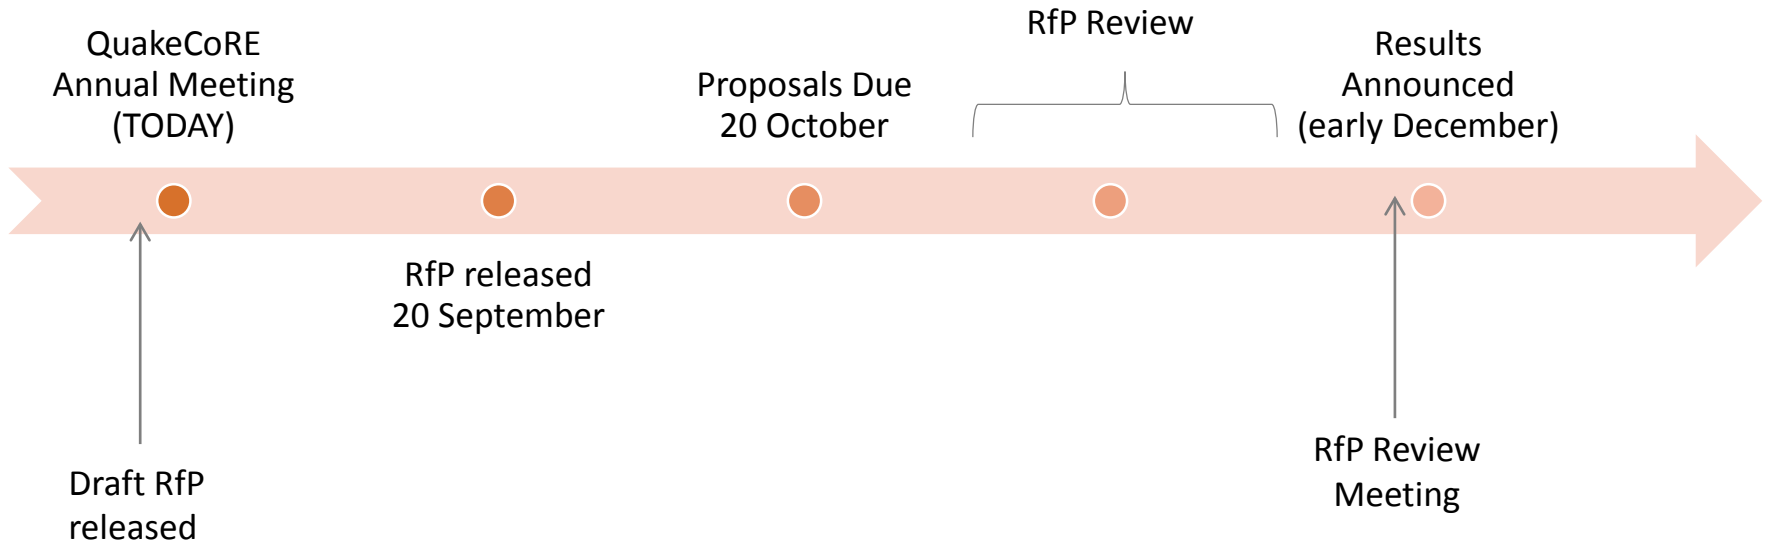 QuakeCoRE
Annual Meeting
(TODAY)
Draft RfP
released
RfP released
20 September
Proposals Due
20 October
RfP Review
Results
Announced
(early December)
RfP Review
Meeting